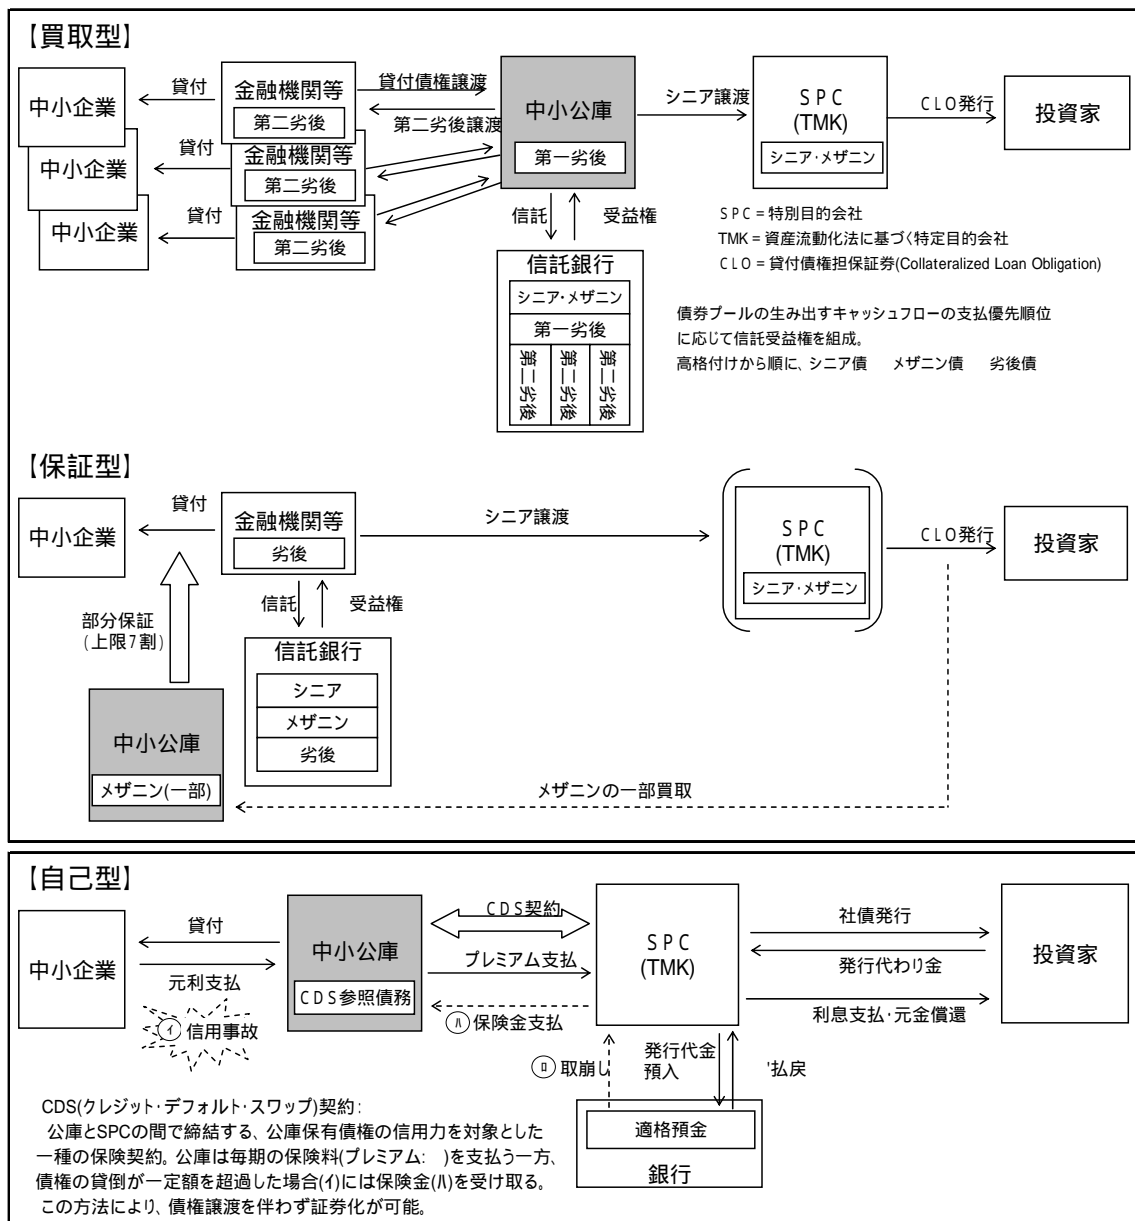 【買取型】
中小企業
中小企業
中小企業
貸付
貸付
貸付
金融機関等
第二劣後
金融機関等
第二劣後
金融機関等
第二劣後
貸付債権譲渡
第二劣後譲渡
中小公庫
第一劣後
シニア譲渡
SPC
(TMK)
シニア・メザニン
CLO発行
投資家
信託
受益権
信託銀行
シニア・メザニン
第一劣後
第二劣後
第二劣後
第二劣後
SPC=特別目的会社
TMK=資産流動化法に基づく特定目的会社
CLO=貸付債権担保証券(Collateralized Loan Obligation)
債券プールの生み出すキャッシュフローの支払優先順位
に応じて信託受益権を組成。
高格付けから順に、シニア債 メザニン債 劣後債
【保証型】
中小企業
貸付
金融機関等
劣後
シニア譲渡
SPC
(TMK)
シニア・メザニン
CLO発行
投資家
部分保証
(上限7割)
信託
受益権
信託銀行
シニア
メザニン
劣後
中小公庫
メザニン(一部)
メザニンの一部買取
【自己型】
中小企業
貸付
元利支払
イ 信用事故
中小公庫
CDS参照債務
CDS契約
プレミアム支払
ハ 保険金支払
SPC
(TMK)
社債発行
発行代わり金
利息支払・元金償還
投資家
ロ 取崩し
発行代金
預入
'払戻
適格預金
銀行
CDS(クレジット・デフォルト・スワップ)契約:
公庫とSPCの間で締結する、公庫保有債権の信用力を対象とした
一種の保険契約。公庫は毎期の保険料(プレミアム: )を支払う一方、
債権の貸倒が一定額を超過した場合(イ)には保険金(ハ)を受け取る。
この方法により、債権譲渡を伴わず証券化が可能。